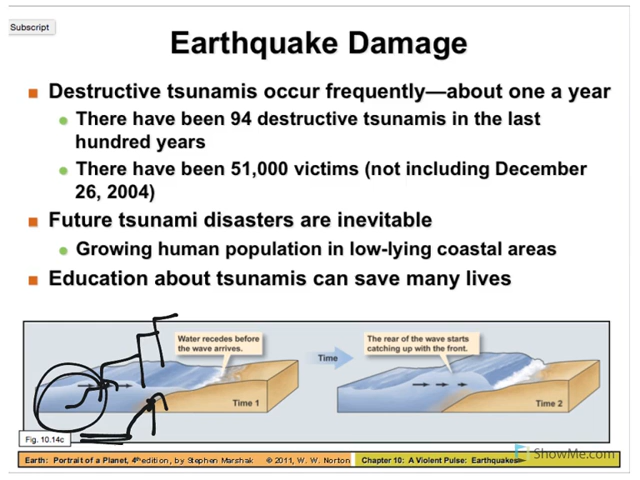 Subscript
Earthquake Damage
Destructive tsunamis occur frequently—about one a year
There have been 94 destructive tsunamis in the last
hundred years
There have been 51,000 victims (not including December
26, 2004)
Future tsunami disasters are inevitable
Growing human population in low-lying coastal areas
Education about tsunamis can save many lives
Water recedes before
the wave arrives.
Time
The rear of the wave starts
catching up with the front.
Time 1
Time 2
Fig. 10.14c
ShowMe.com
Earth: Portrait of a Planet, 4th edition, by Stephen Marshak © 2011, W. W. Norton Chapter 10: A Violent Pulse: Earthquakes